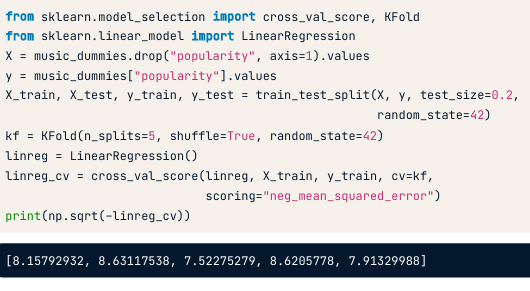 from sklearn.model_selection import cross_val_score, KFold
from sklearn.linear_model import LinearRegression
X = music_dummies.drop("popularity", axis=1).values
y = music_dummies["popularity"].values
X_train, X_test, y_train, y_test = train_test_split(X, y, test_size=0.2,
random_state=42)
kf = KFold(n_splits=5, shuffle=True, random_state=42)
linreg = LinearRegression()
linreg_cv = cross_val_score(linreg, X_train, y_train, cv=kf,
scoring="neg_mean_squared_error")
print(np.sqrt(-linreg_cv))
[8.15792932, 8.63117538, 7.52275279, 8.6205778, 7.91329988]